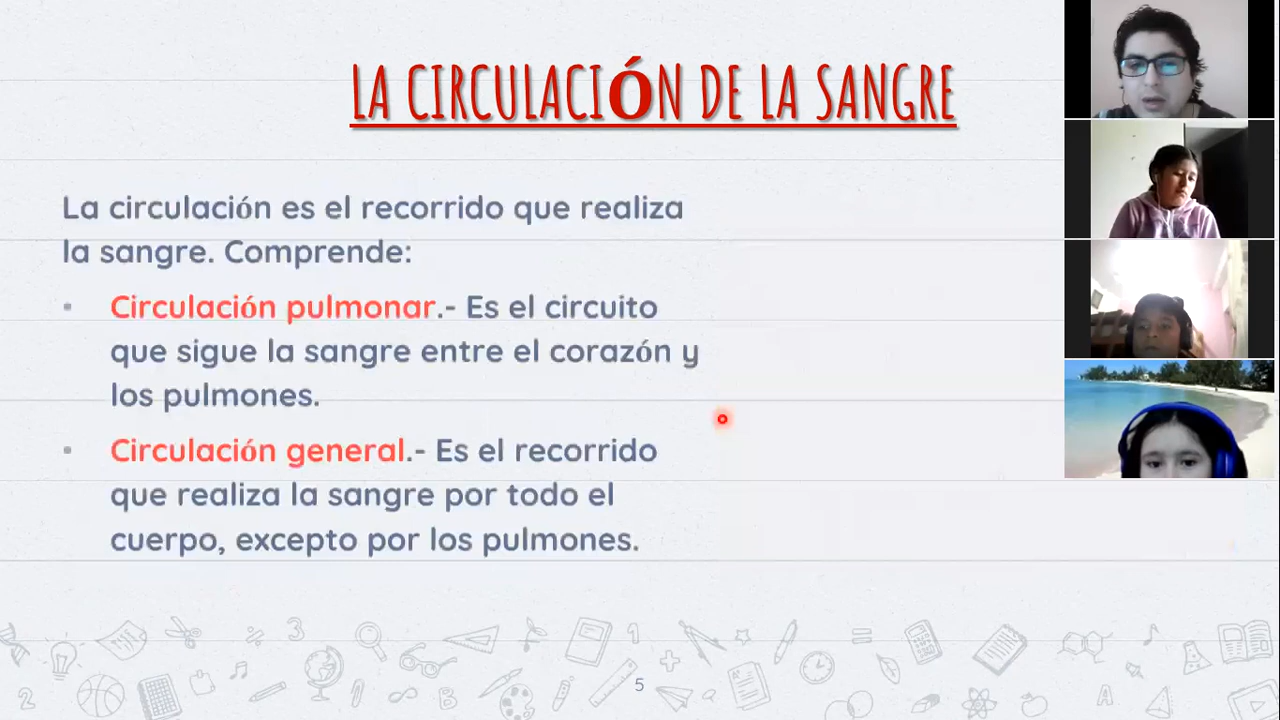 LA CIRCULACIÓN DE LA SANGRE
La circulación es el recorrido que realiza
la sangre. Comprende:
▪ Circulación pulmonar.- Es el circuito
que sigue la sangre entre el corazón y
los pulmones.
▪ Circulación general.- Es el recorrido
que realiza la sangre por todo el
cuerpo, excepto por los pulmones.
5